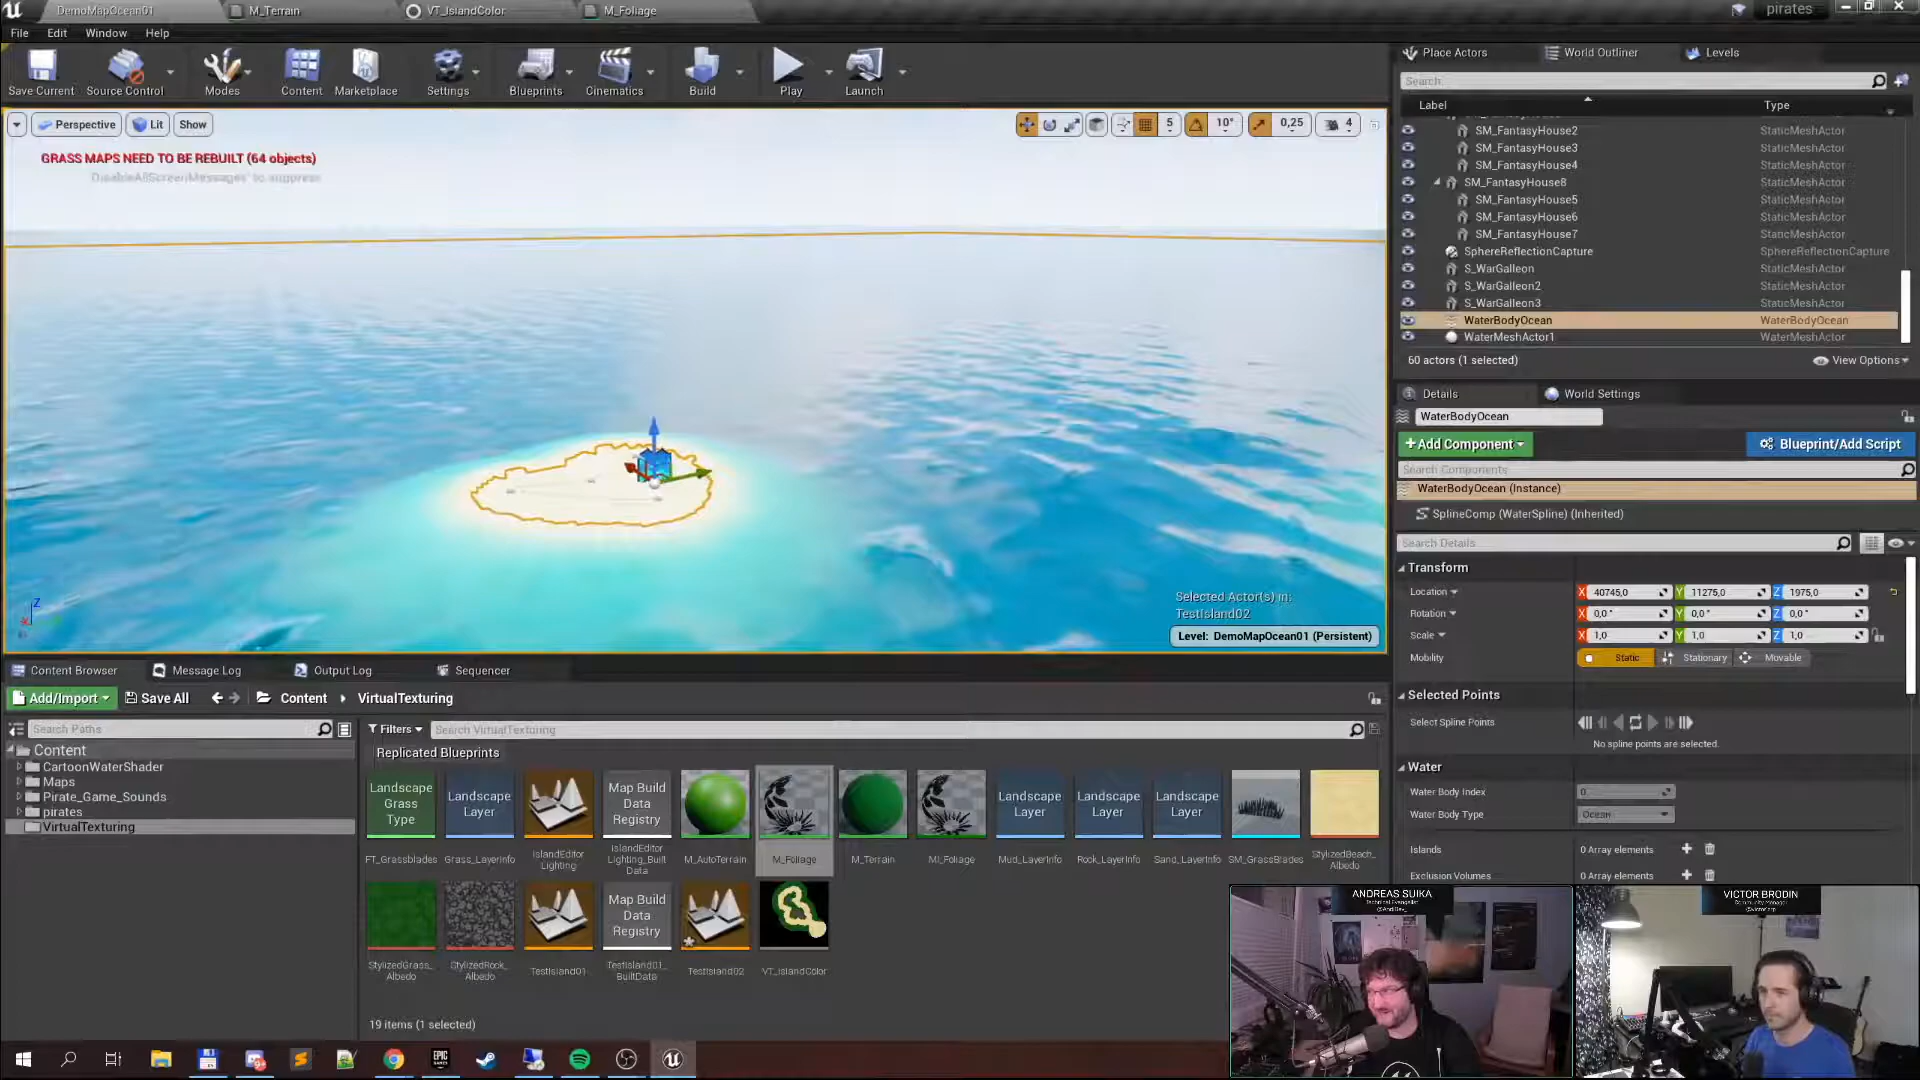 DemoMapOcean01
M_Terrain
VT_IslandColor
M_Foliage
pirates
File
Edit
Window
Help
Save Current
Source Control
Modes
Content
Marketplace
Settings
Blueprints
Cinematics
Build
Play
Launch
Perspective
Lit
Show
5
10°
0,25
4
GRASS MAPS NEED TO BE REBUILT (64 objects)
DisableAllScreenMessages' to suppress
Selected Actor(s) in:
TestIsland02
Level: DemoMapOcean01 (Persistent)
Z
Place Actors
World Outliner
Levels
Search
Label
Type
SM_FantasyHouse2 StaticMeshActor
SM_FantasyHouse3 StaticMeshActor
SM_FantasyHouse4 StaticMeshActor
SM_FantasyHouse8 StaticMeshActor
SM_FantasyHouse5 StaticMeshActor
SM_FantasyHouse6 StaticMeshActor
SM_FantasyHouse7 StaticMeshActor
SphereReflectionCapture SphereReflectionCapture
S_WarGalleon StaticMeshActor
S_WarGalleon2 StaticMeshActor
S_WarGalleon3 StaticMeshActor
WaterBodyOcean WaterBodyOcean
WaterMeshActor1 WaterMeshActor
60 actors (1 selected)
View Options
Details
World Settings
WaterBodyOcean
+Add Component
Blueprint/Add Script
Search Components
WaterBodyOcean (Instance)
SplineComp (WaterSpline) (Inherited)
Search Details
Transform
Location X 40745,0 Y 11275,0 Z 1975,0
Rotation X 0,0° Y 0,0° Z 0,0°
Scale X 1,0 Y 1,0 Z 1,0
Mobility Static Stationary Movable
Selected Points
Select Spline Points
No spline points are selected.
Water
Water Body Index 0
Water Body Type Ocean
Islands 0 Array elements
Exclusion Volumes 0 Array elements
Content Browser
Message Log
Output Log
Sequencer
Add/Import
Save All
Content
VirtualTexturing
Search Paths
Filters
Search VirtualTexturing
Replicated Blueprints
Content
CartoonWaterShader
Maps
Pirate_Game_Sounds
pirates
VirtualTexturing
Landscape Grass Type
Landscape Layer
Map Build Data Registry
Landscape Layer
Landscape Layer
Landscape Layer
FT_Grassblades
Grass_LayerInfo
IslandEditor Lighting
IslandEditor Lighting_Built Data
M_AutoTerrain
M_Foliage
M_Terrain
MI_Foliage
Mud_LayerInfo
Rock_LayerInfo
Sand_LayerInfo
SM_GrassBlades
StylizedBeach_ Albedo
Map Build Data Registry
StylizedGrass_ Albedo
StylizedRock_ Albedo
TestIsland01
TestIsland01_ BuiltData
TestIsland02
VT_IslandColor
19 items (1 selected)
ANDREAS SUIKA
Technical Evangelist
VICTOR BRODIN
Community Manager
EPIC GAMES